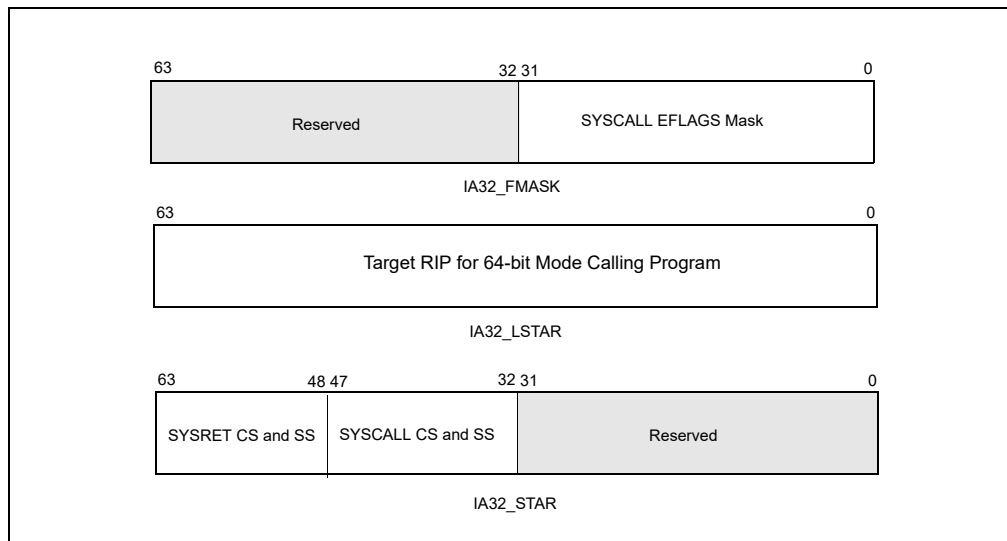 63 32 31 0
Reserved SYSCALL EFLAGS Mask
IA32_FMASK
63 0
Target RIP for 64-bit Mode Calling Program
IA32_LSTAR
63 48 47 32 31 0
SYSRET CS and SS SYSCALL CS and SS Reserved
IA32_STAR